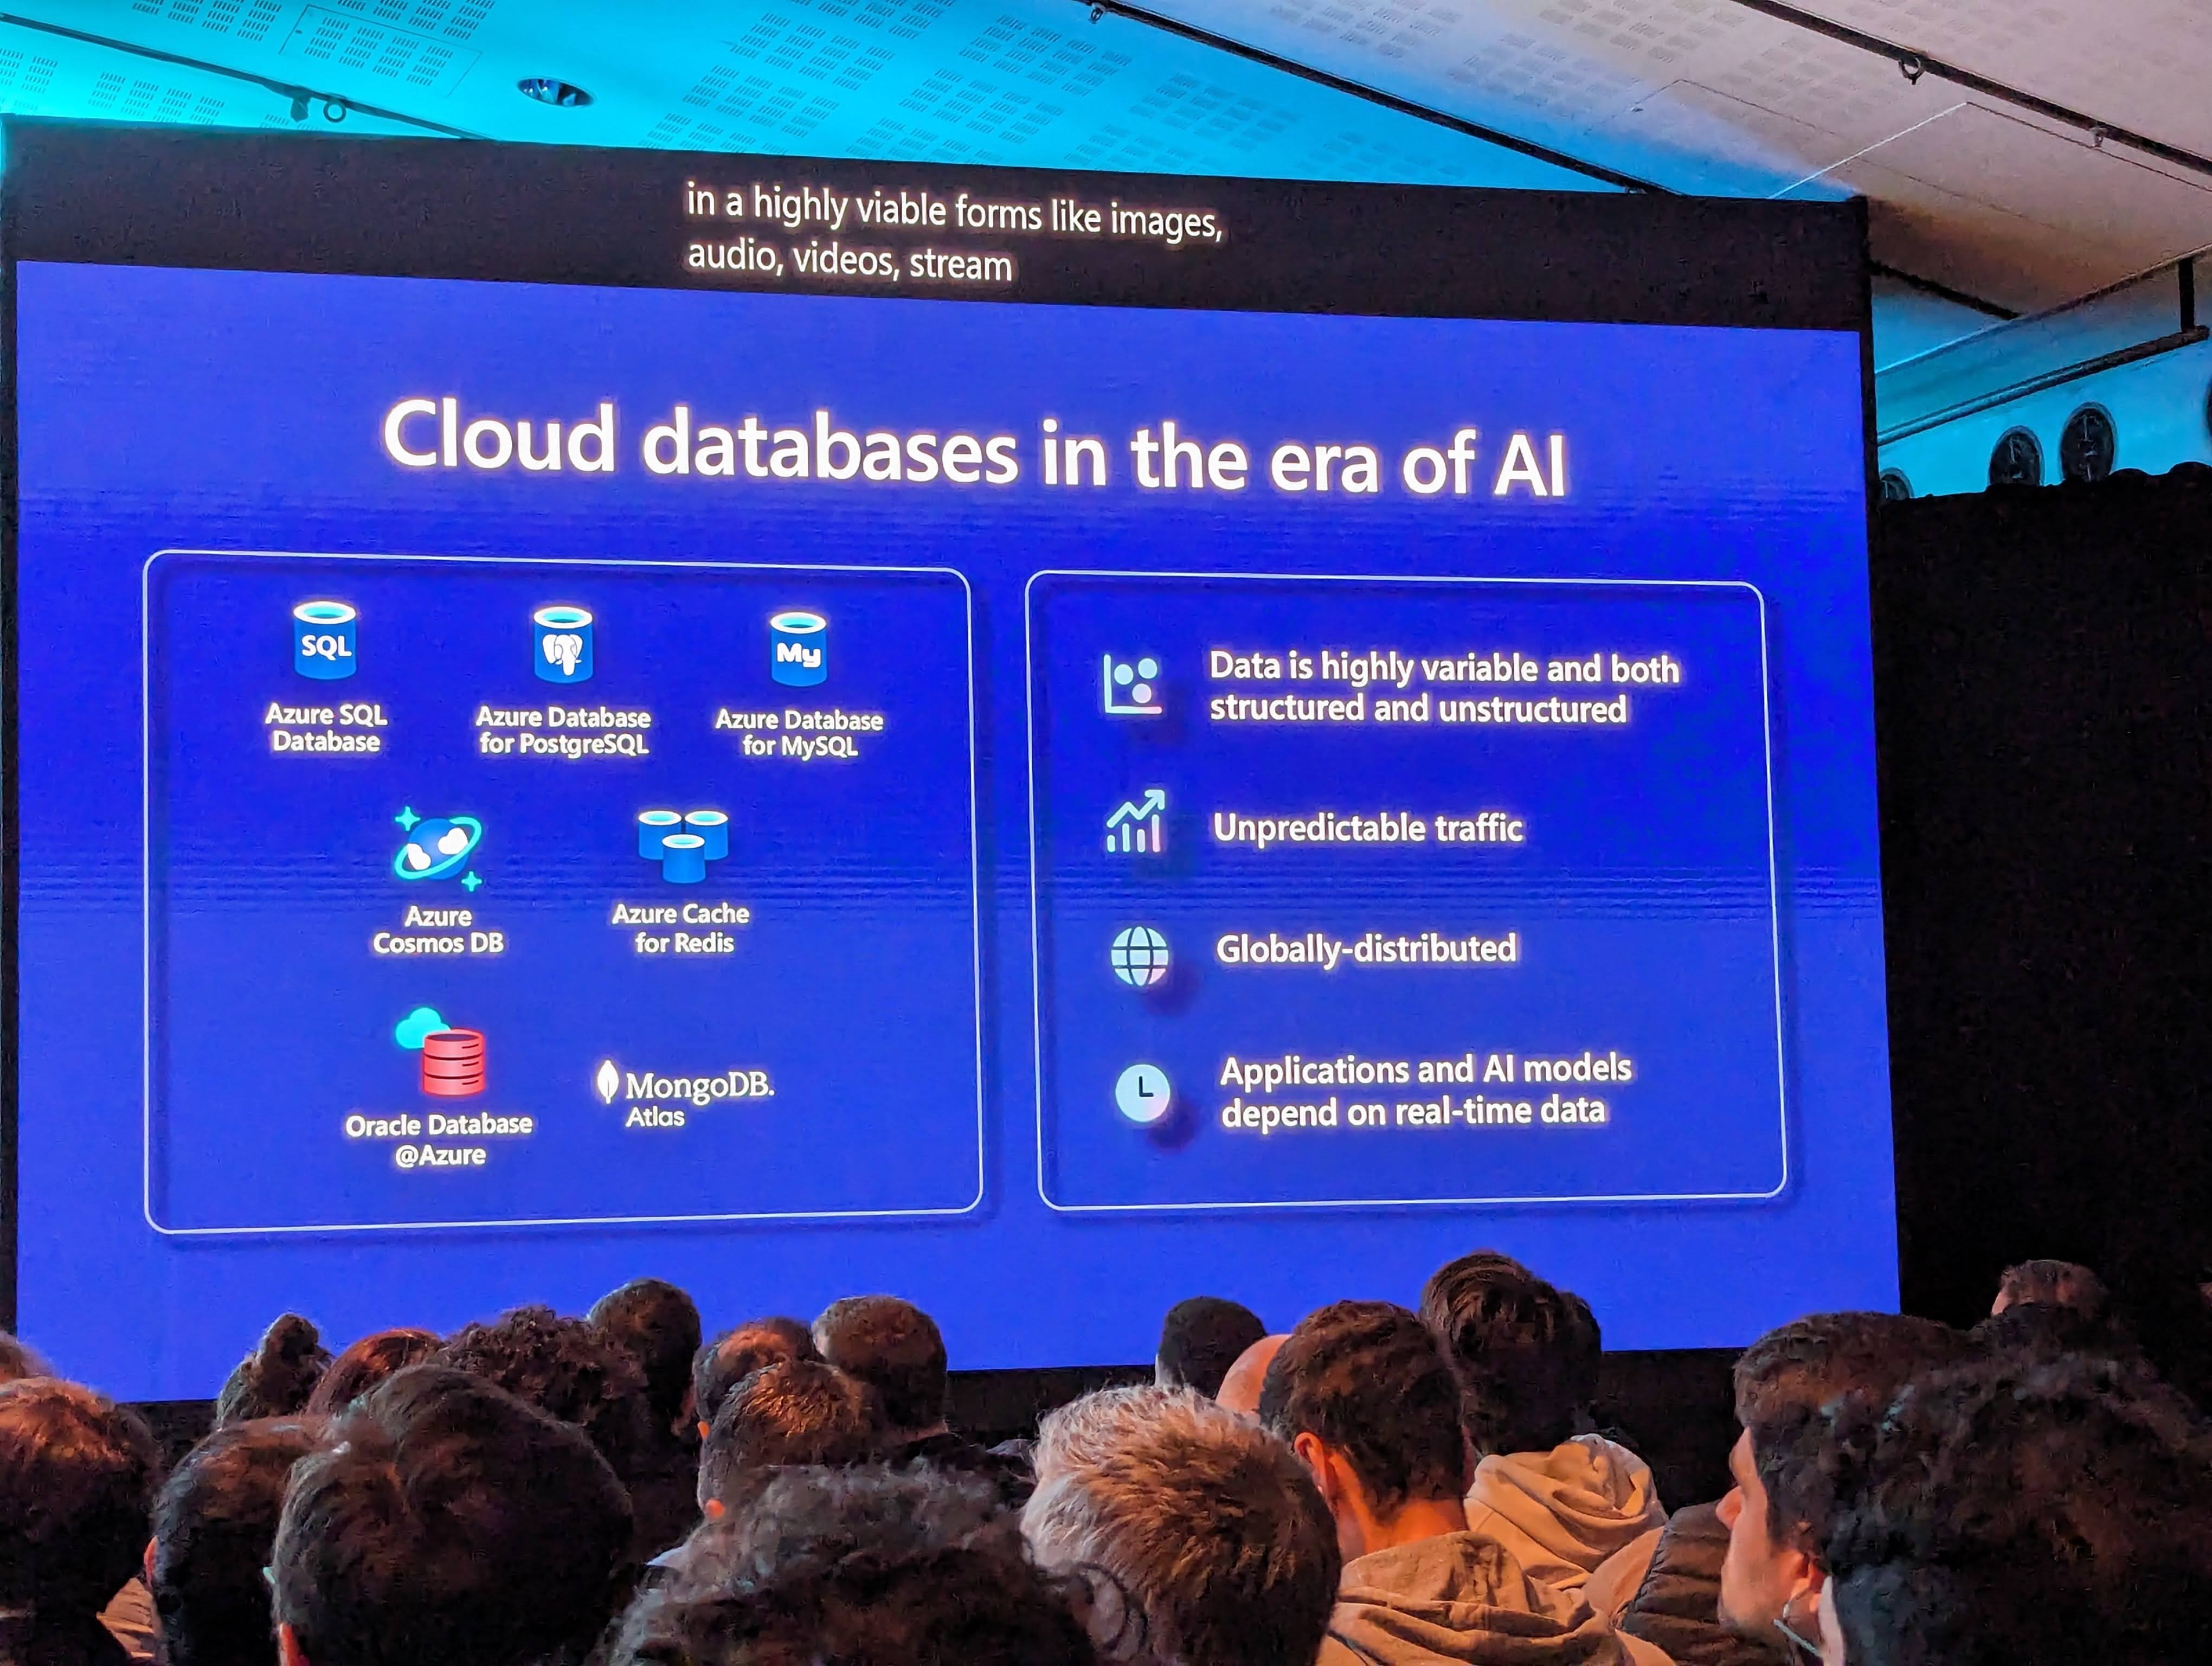 in a highly viable forms like images,
audio, videos, stream
Cloud databases in the era of AI
SQL
Azure SQL
Database
Azure Database
for PostgreSQL
My
Azure Database
for MySQL
Azure
Cosmos DB
Azure Cache
for Redis
Oracle Database
@Azure
MongoDB.
Atlas
Data is highly variable and both
structured and unstructured
Unpredictable traffic
Globally-distributed
Applications and AI models
depend on real-time data